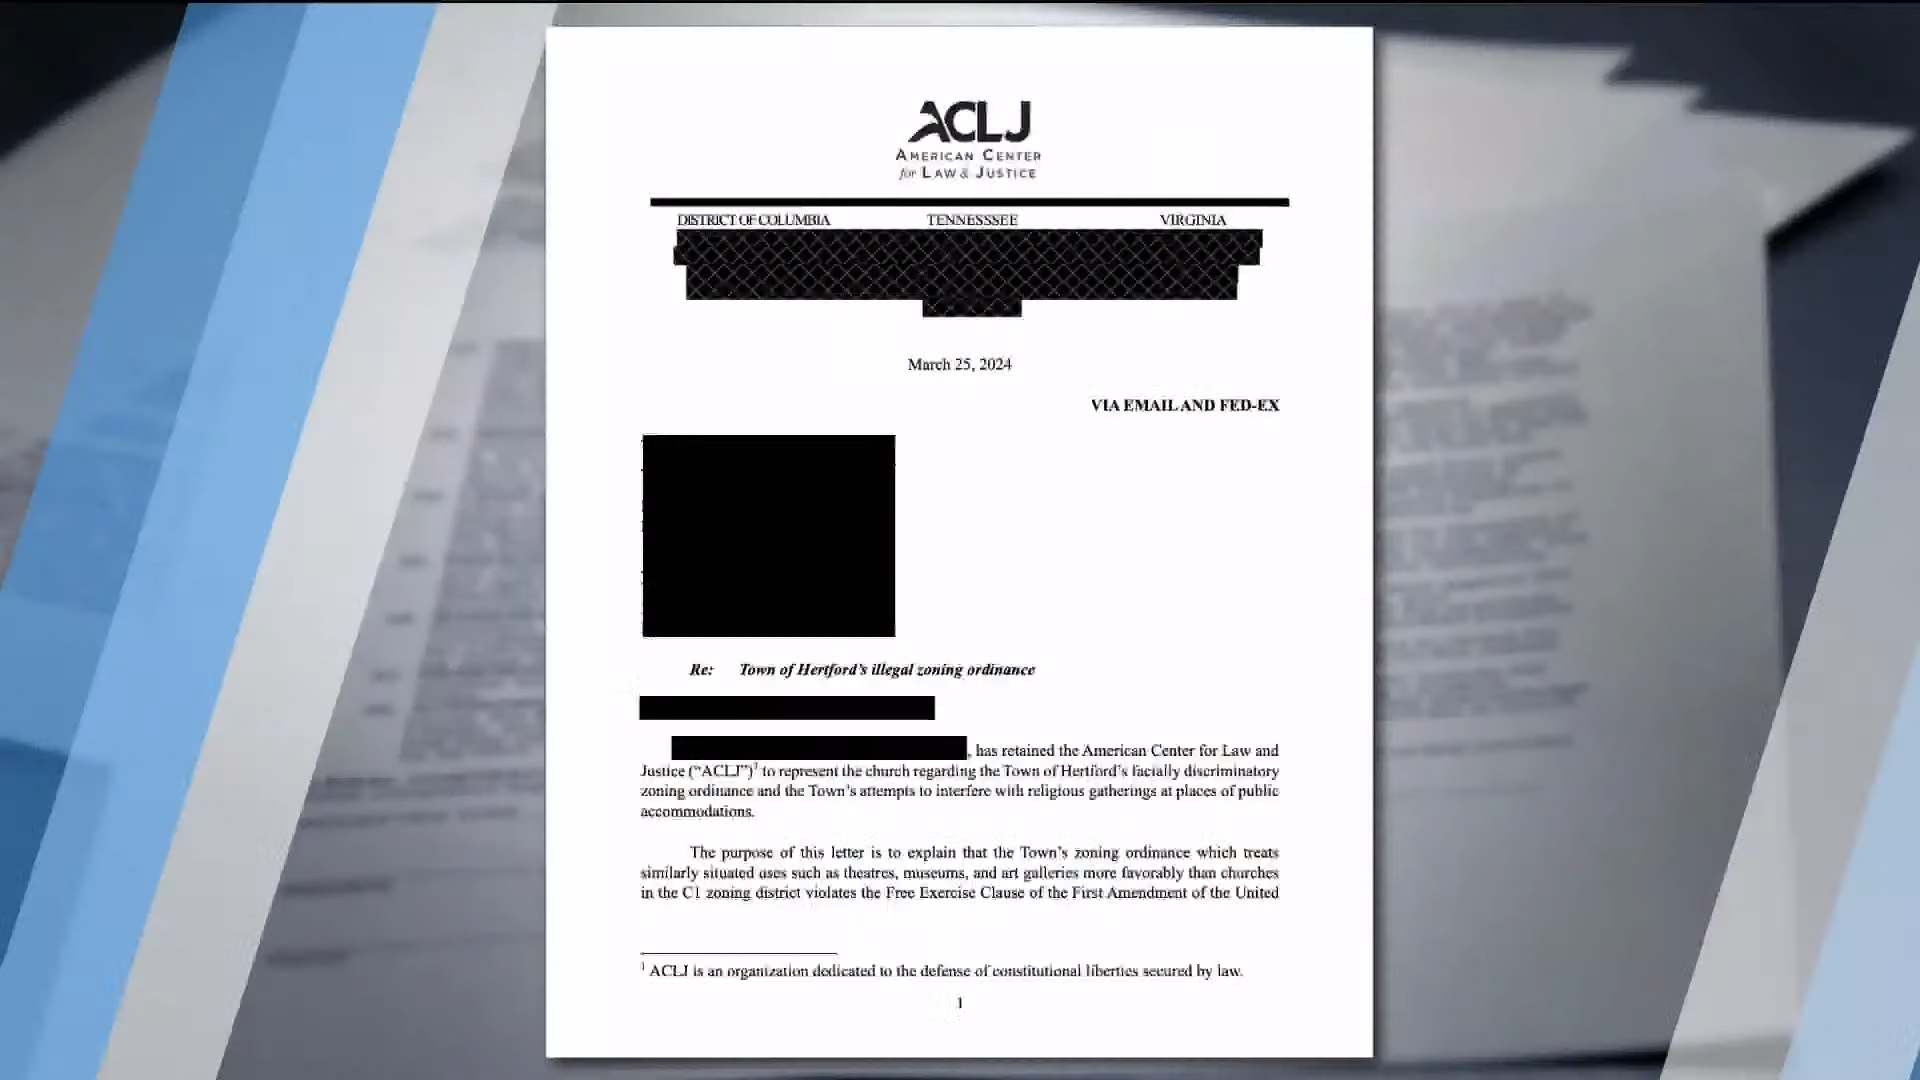 ACLJ
AMERICAN CENTER
for LAW & JUSTICE
DISTRICT OF COLUMBIA TENNESSSEE VIRGINIA
March 25, 2024
VIA EMAIL AND FED-EX
Re: Town of Hertford's illegal zoning ordinance
, has retained the American Center for Law and
Justice ("ACLJ")¹ to represent the church regarding the Town of Hertford's facially discriminatory
zoning ordinance and the Town's attempts to interfere with religious gatherings at places of public
accommodations.
The purpose of this letter is to explain that the Town's zoning ordinance which treats
similarly situated uses such as theatres, museums, and art galleries more favorably than churches
in the C1 zoning district violates the Free Exercise Clause of the First Amendment of the United
¹ ACLJ is an organization dedicated to the defense of constitutional liberties secured by law.
1